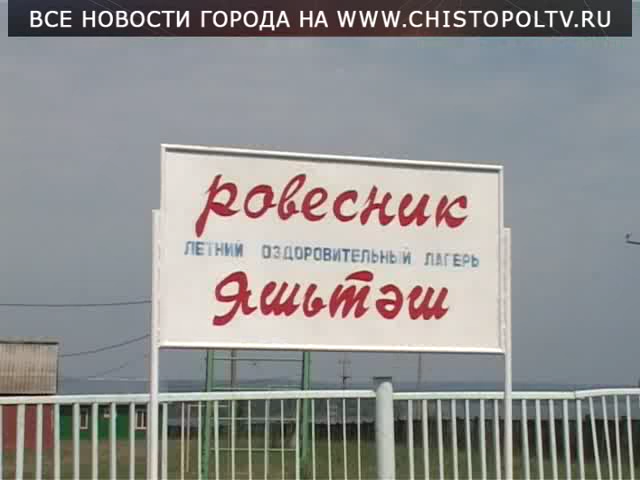 ВСЕ НОВОСТИ ГОРОДА НА WWW.CHISTOPOLTV.RU
Ровесник
ЛЕТНИЙ ОЗДОРОВИТЕЛЬНЫЙ ЛАГЕРЬ
Яшьтәш